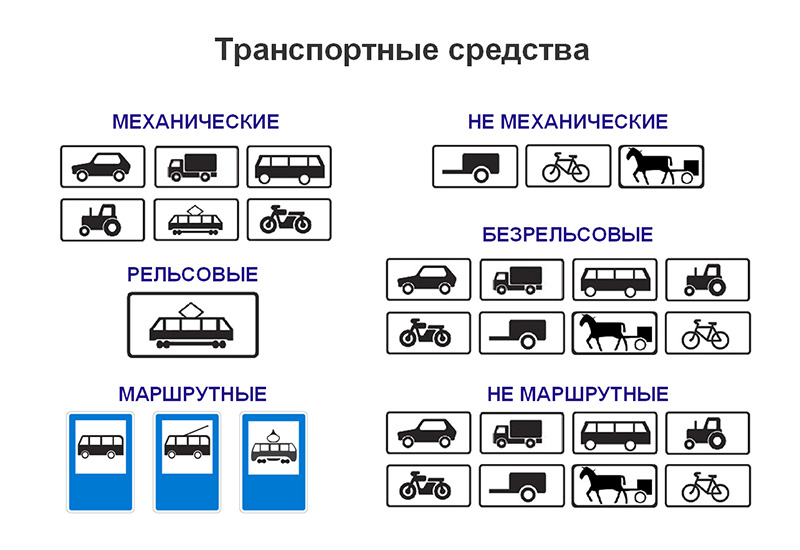 Транспортные средства
МЕХАНИЧЕСКИЕ
НЕ МЕХАНИЧЕСКИЕ
БЕЗРЕЛЬСОВЫЕ
РЕЛЬСОВЫЕ
МАРШРУТНЫЕ
НЕ МАРШРУТНЫЕ